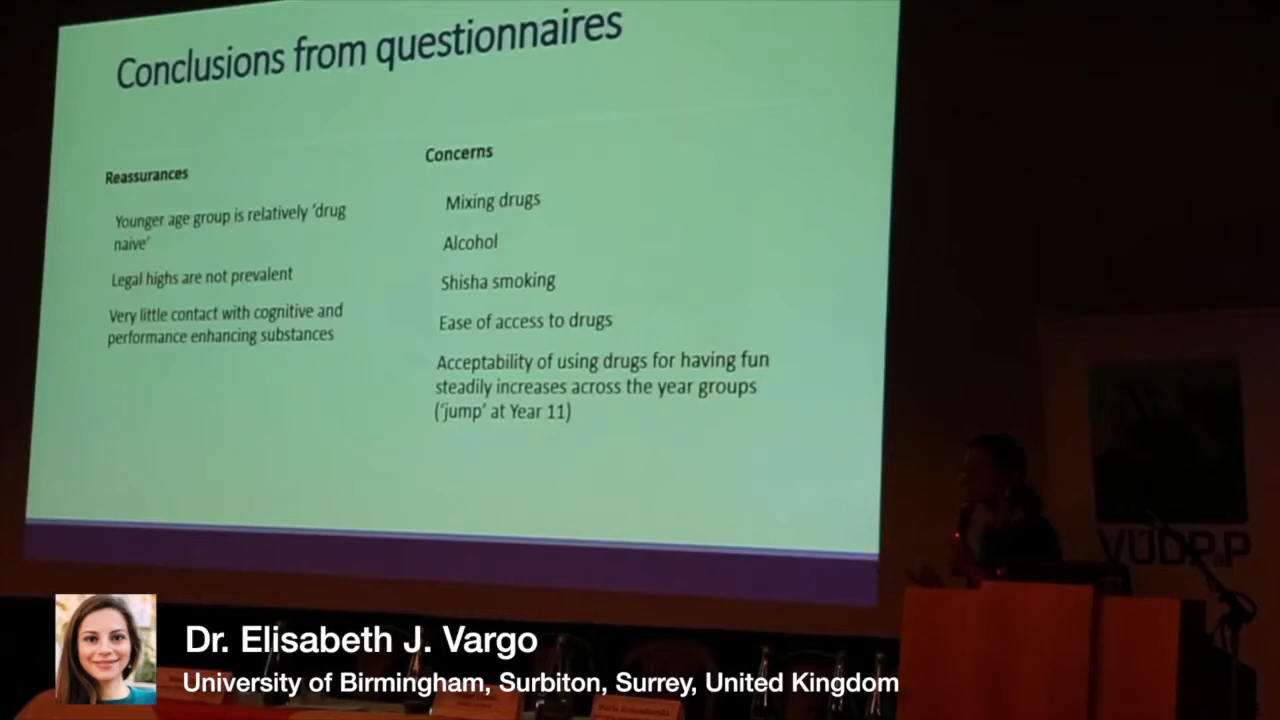 Conclusions from questionnaires
Reassurances
Younger age group is relatively ‘drug
naive’
Legal highs are not prevalent
Very little contact with cognitive and
performance enhancing substances
Concerns
Mixing drugs
Alcohol
Shisha smoking
Ease of access to drugs
Acceptability of using drugs for having fun
steadily increases across the year groups
(‘jump’ at Year 11)
Dr. Elisabeth J. Vargo
University of Birmingham, Surbiton, Surrey, United Kingdom